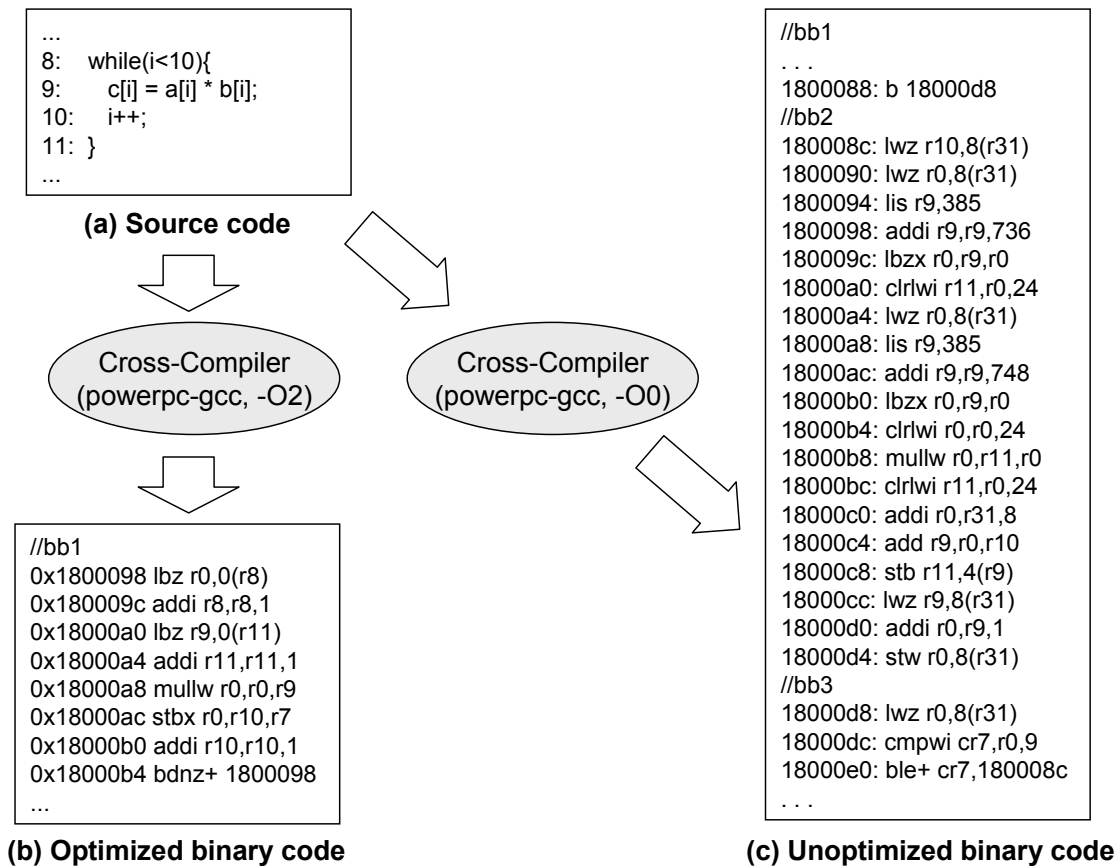 ...
8: while(i<10){
9: c[i] = a[i] * b[i];
10: i++;
11: }
...
(a) Source code
Cross-Compiler
(powerpc-gcc, -O2)
Cross-Compiler
(powerpc-gcc, -O0)
//bb1
0x1800098 lbz r0,0(r8)
0x180009c addi r8,r8,1
0x18000a0 lbz r9,0(r11)
0x18000a4 addi r11,r11,1
0x18000a8 mullw r0,r0,r9
0x18000ac stbx r0,r10,r7
0x18000b0 addi r10,r10,1
0x18000b4 bdnz+ 1800098
...
(b) Optimized binary code
//bb1
. . .
1800088: b 18000d8
//bb2
180008c: lwz r10,8(r31)
1800090: lwz r0,8(r31)
1800094: lis r9,385
1800098: addi r9,r9,736
180009c: lbzx r0,r9,r0
18000a0: clrlwi r11,r0,24
18000a4: lwz r0,8(r31)
18000a8: lis r9,385
18000ac: addi r9,r9,748
18000b0: lbzx r0,r9,r0
18000b4: clrlwi r0,r0,24
18000b8: mullw r0,r11,r0
18000bc: clrlwi r11,r0,24
18000c0: addi r0,r31,8
18000c4: add r9,r0,r10
18000c8: stb r11,4(r9)
18000cc: lwz r9,8(r31)
18000d0: addi r0,r9,1
18000d4: stw r0,8(r31)
//bb3
18000d8: lwz r0,8(r31)
18000dc: cmpwi cr7,r0,9
18000e0: ble+ cr7,180008c
. . .
(c) Unoptimized binary code